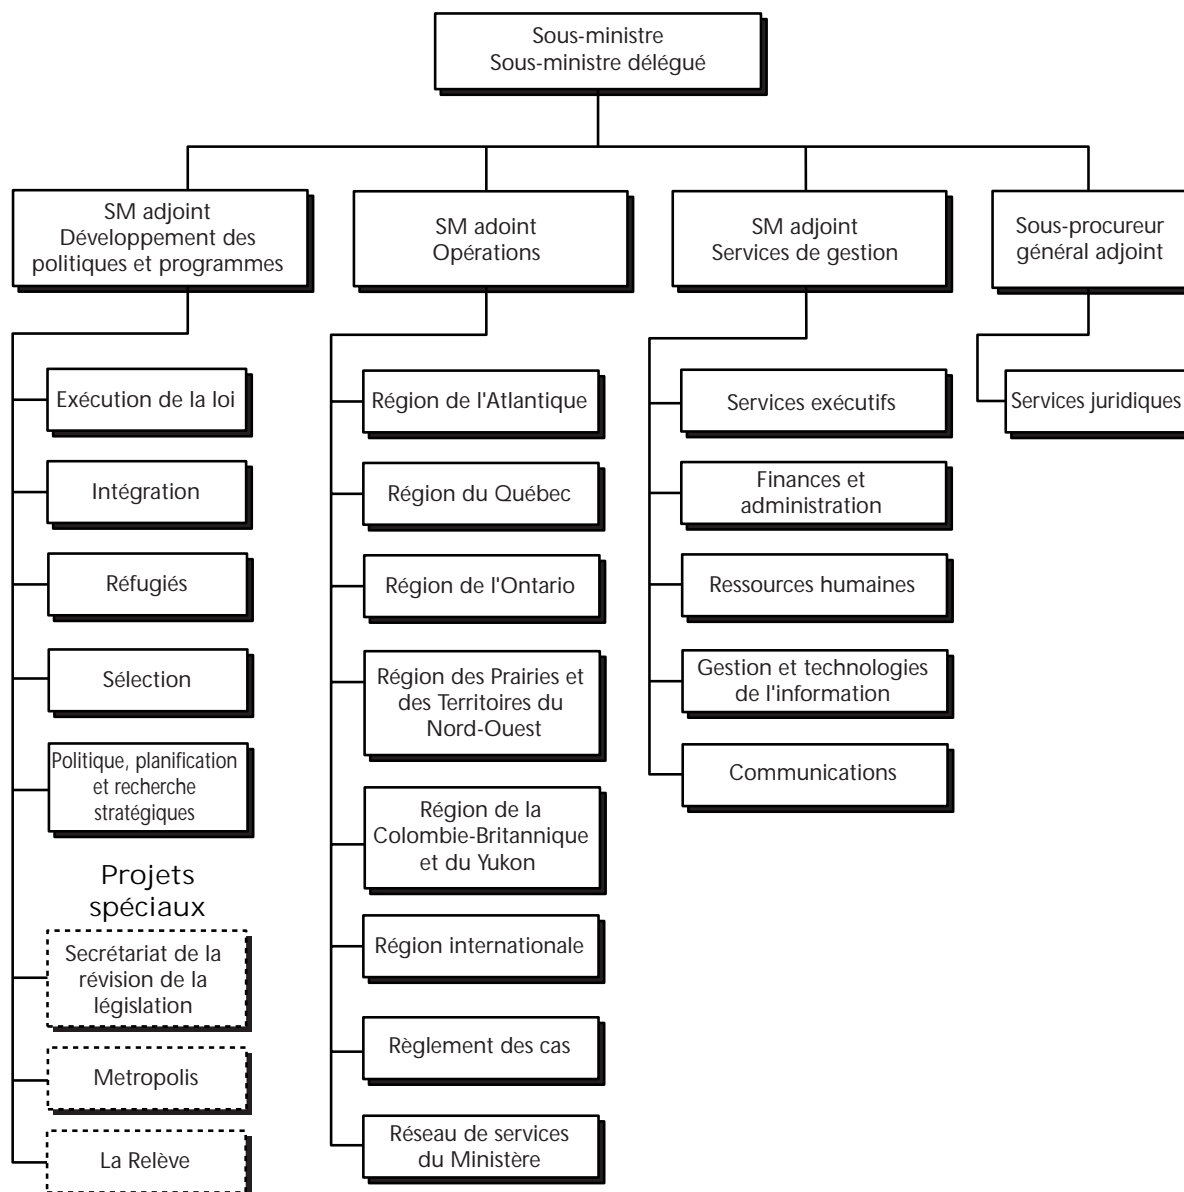 Sous-ministre
Sous-ministre délégué
SM adjoint
Développement des
politiques et programmes
Exécution de la loi
Intégration
Réfugiés
Sélection
Politique, planification
et recherche
stratégiques
Projets
spéciaux
Secrétariat de la
révision de la
législation
Metropolis
La Relève
SM adoint
Opérations
Région de l'Atlantique
Région du Québec
Région de l'Ontario
Région des Prairies et
des Territoires du
Nord-Ouest
Région de la
Colombie-Britannique
et du Yukon
Région internationale
Règlement des cas
Réseau de services
du Ministère
SM adjoint
Services de gestion
Services exécutifs
Finances et
administration
Ressources humaines
Gestion et technologies
de l'information
Communications
Sous-procureur
général adjoint
Services juridiques